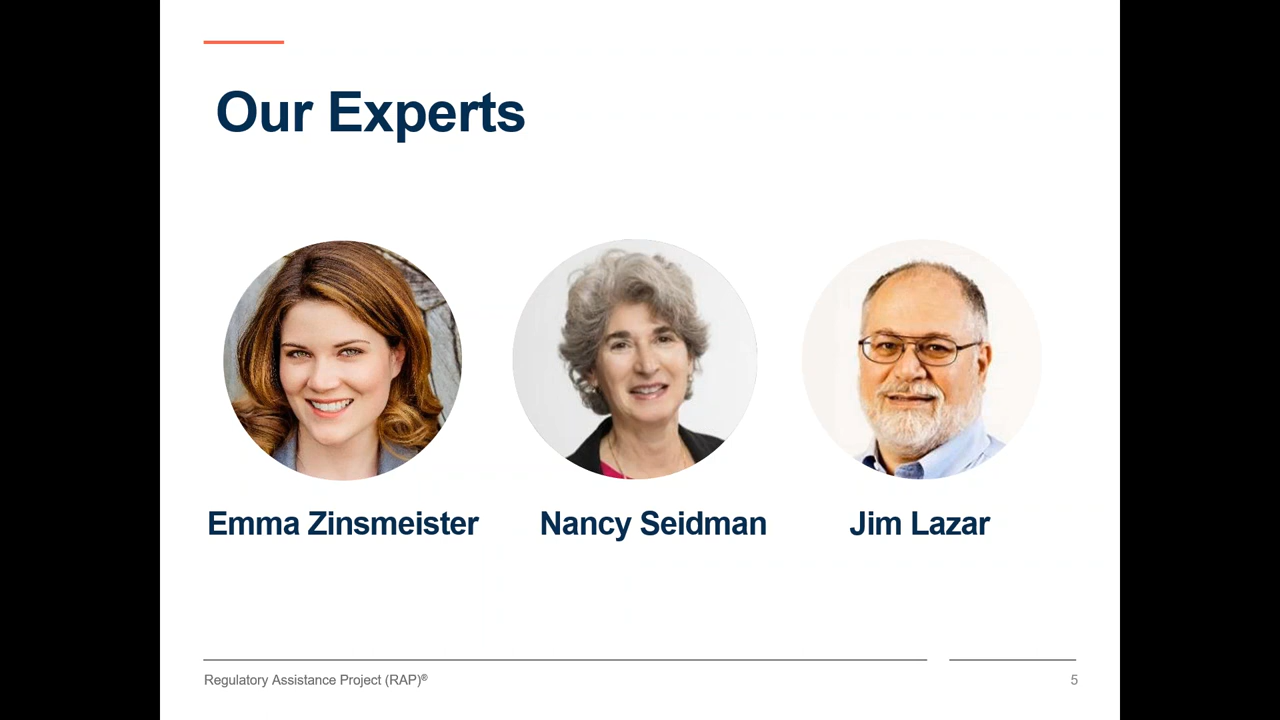 Our Experts
Emma Zinsmeister
Nancy Seidman
Jim Lazar
Regulatory Assistance Project (RAP)®
5